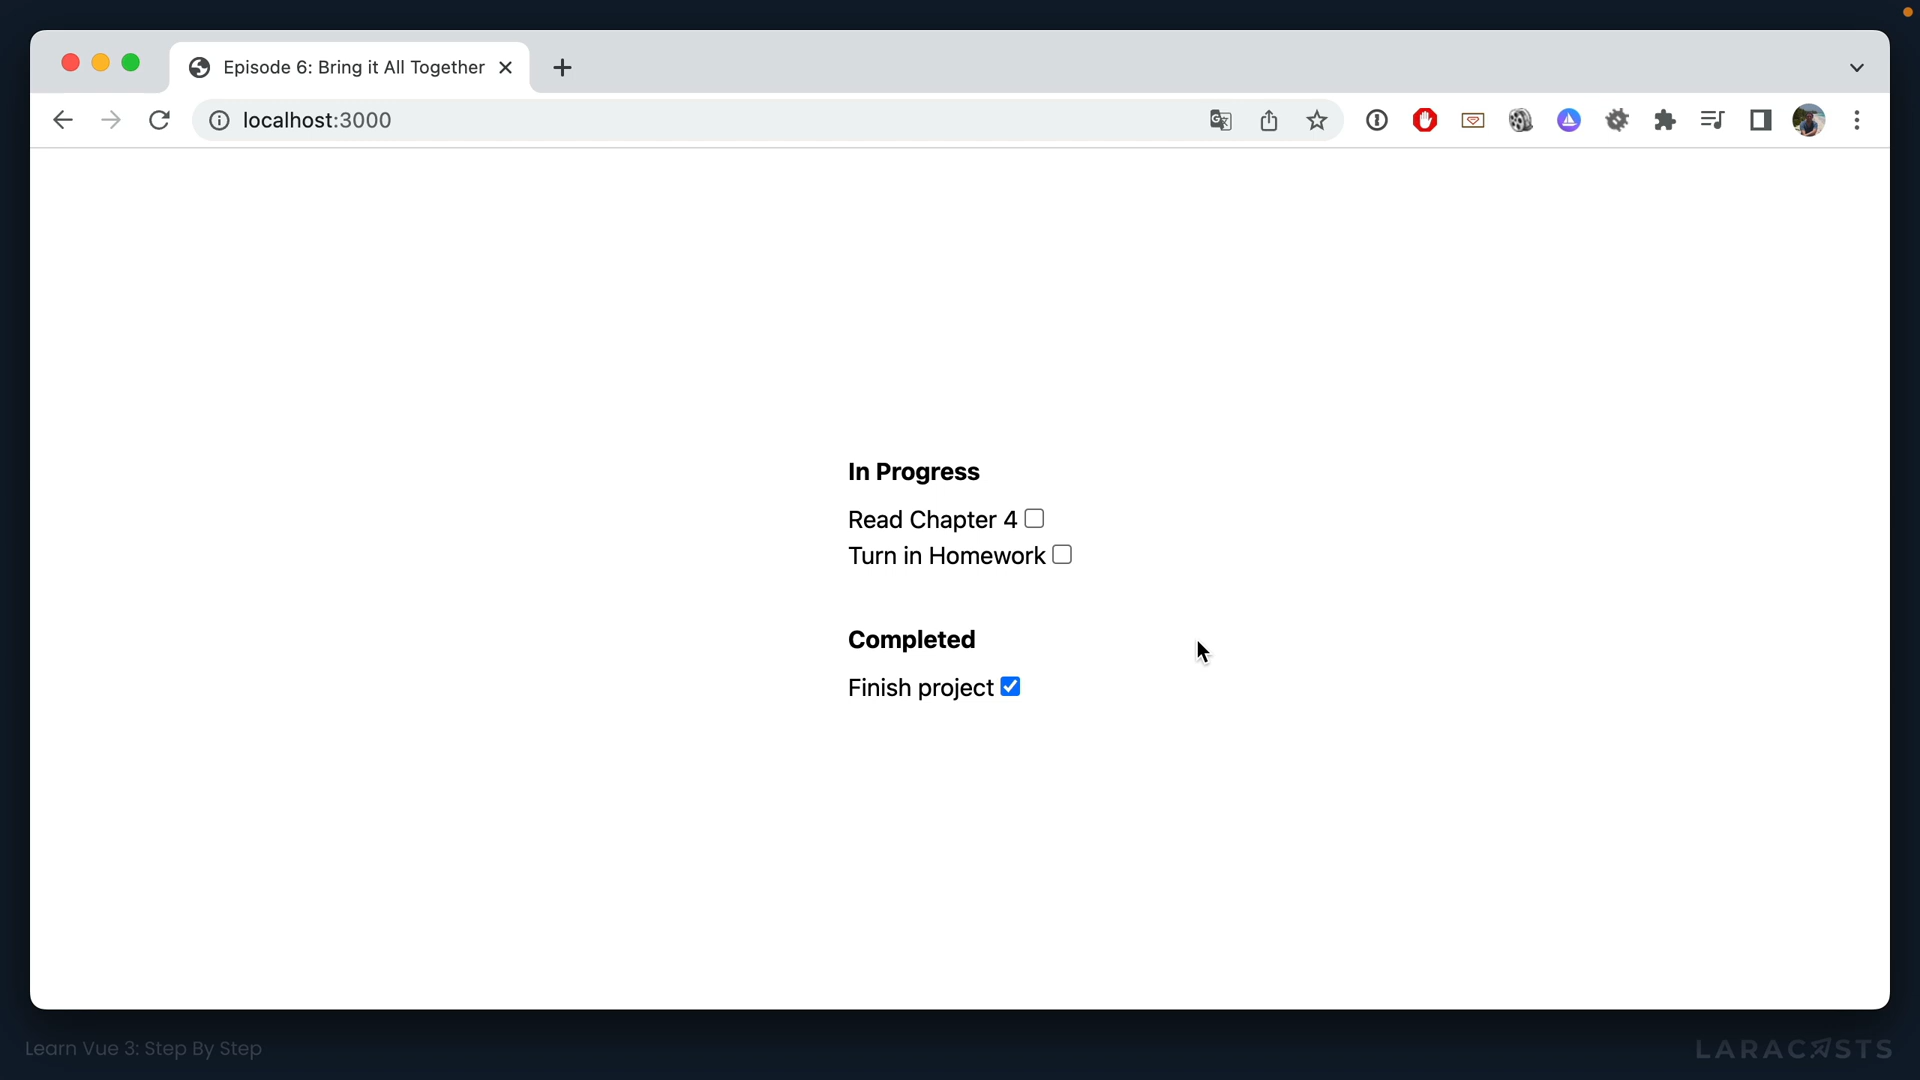 Episode 6: Bring it All Together
localhost:3000
In Progress
Read Chapter 4
Turn in Homework
Completed
Finish project
Learn Vue 3: Step By Step
LARACASTS